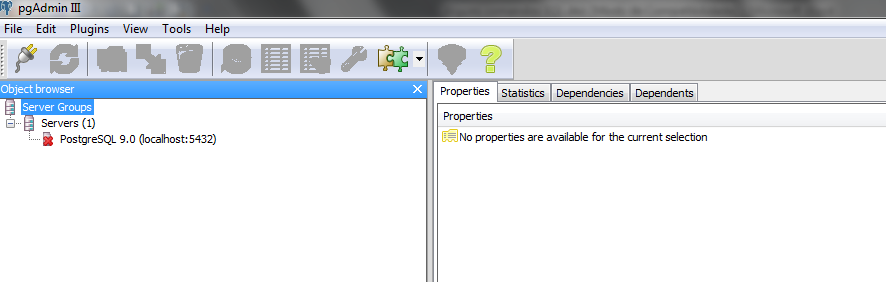 pgAdmin III
File Edit Plugins View Tools Help
Object browser
Server Groups
Servers (1)
PostgreSQL 9.0 (localhost:5432)
Properties Statistics Dependencies Dependents
Properties
No properties are available for the current selection